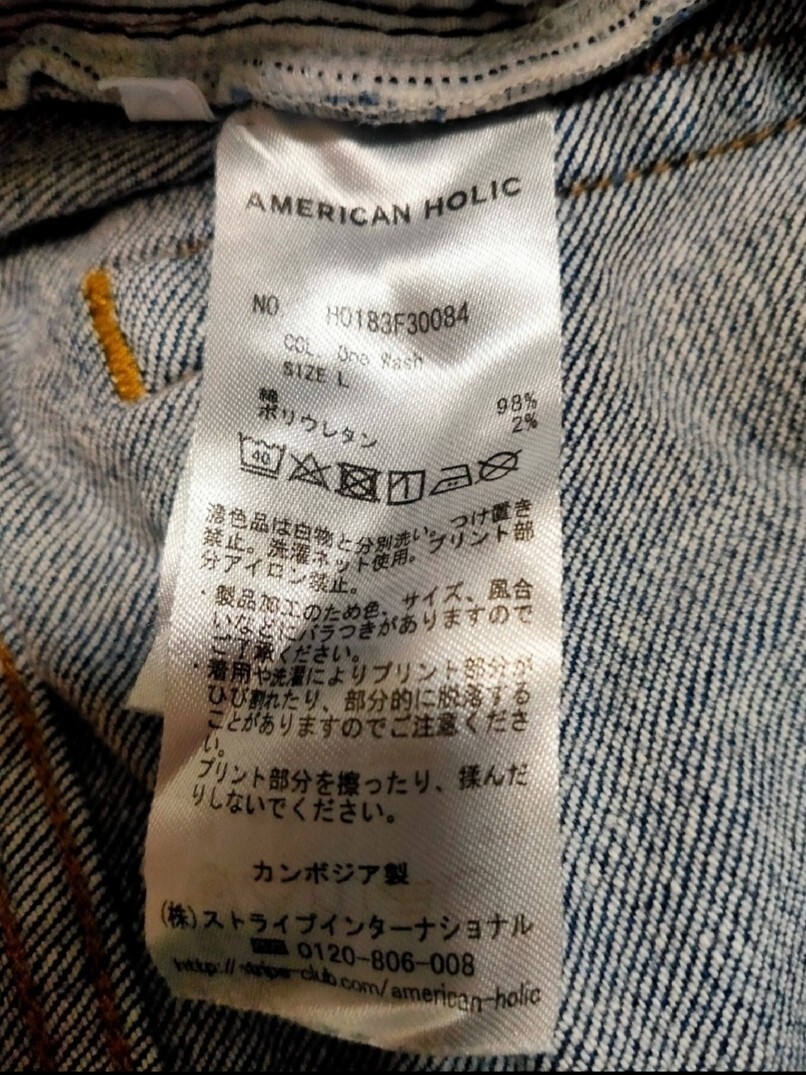 AMERICAN HOLIC
NO. H0183F30084
COL. One Wash
SIZE L
綿 98%
ポリウレタン 2%
40
濃色品は白物と分別洗い。つけ置き
禁止。洗濯ネット使用。プリント部
分アイロン禁止。
・製品加工のため色、サイズ、風合
いなどにバラつきがありますので
ご了承ください。
・着用や洗濯によりプリント部分が
ひび割れたり、部分的に脱落する
ことがありますのでご注意くださ
い。
プリント部分を擦ったり、揉んだ
りしないでください。
カンボジア製
(株)ストライプインターナショナル
0120-806-008
http://stripe-club.com/american-holic